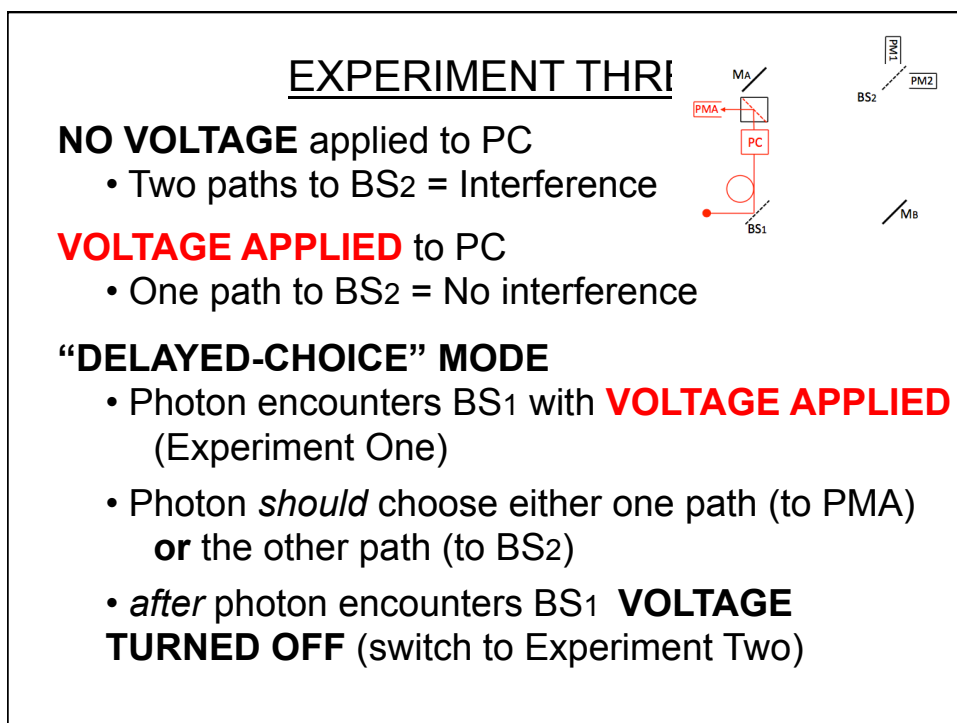 EXPERIMENT THRE
NO VOLTAGE applied to PC
• Two paths to BS2 = Interference
VOLTAGE APPLIED to PC
• One path to BS2 = No interference
“DELAYED-CHOICE” MODE
• Photon encounters BS1 with VOLTAGE APPLIED
(Experiment One)
• Photon should choose either one path (to PMA)
or the other path (to BS2)
• after photon encounters BS1 VOLTAGE
TURNED OFF (switch to Experiment Two)
MA
PMA
PC
BS1
PM1
PM2
BS2
MB